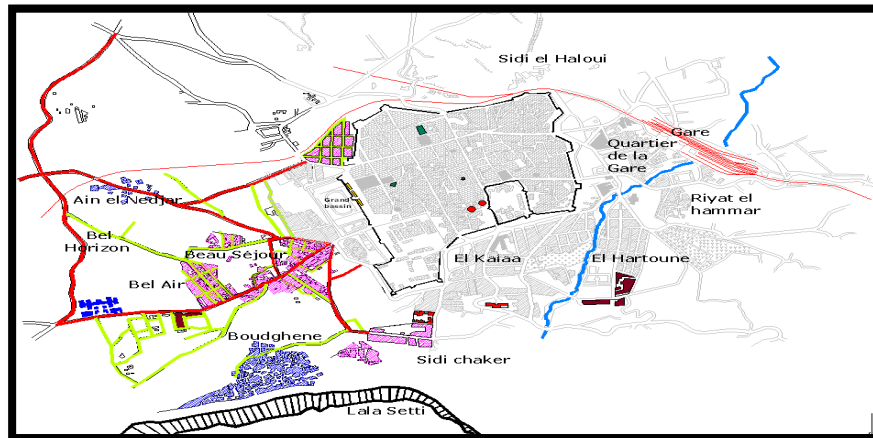 Sidi el Haloui
Gare
Quartier
de la
Gare
Ain el Nedjar
Grand
bassin
Riyat el
hammar
Bel
Horizon
Beau Séjour
El Kaiaa
El Hartoune
Bel Air
Boudghene
Sidi chaker
Lala Setti